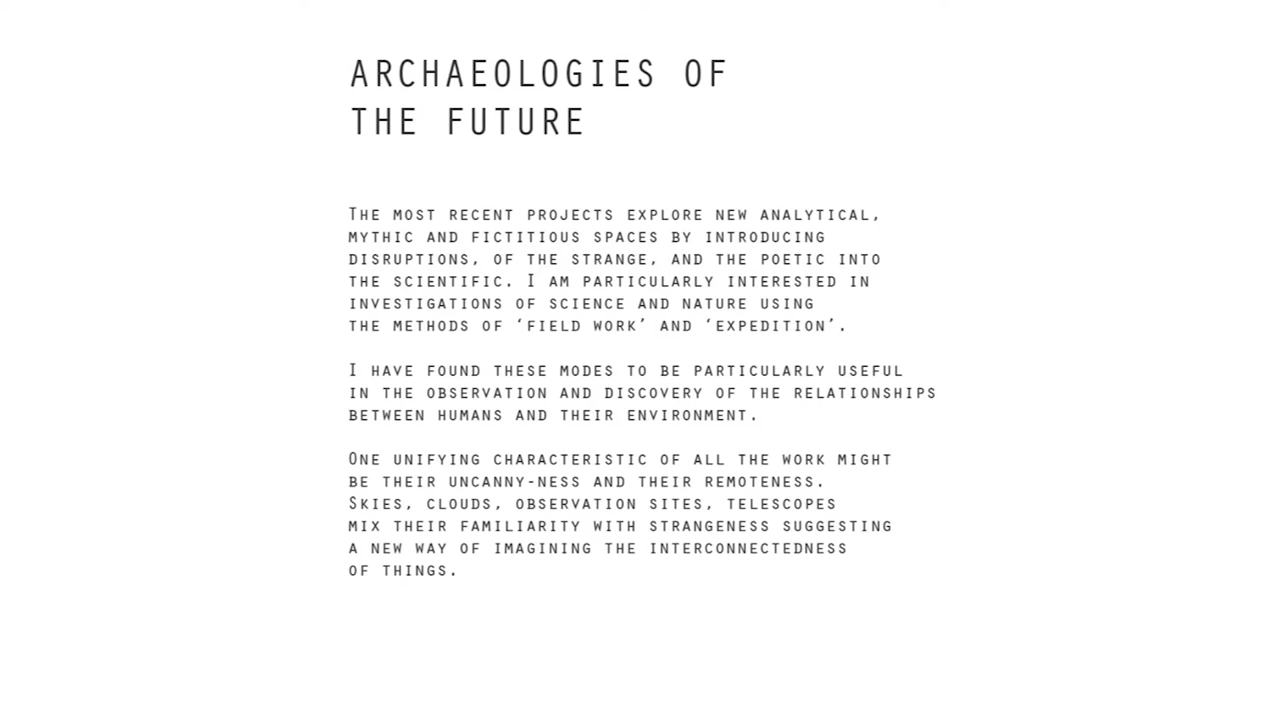 ARCHAEOLOGIES OF
THE FUTURE
The most recent projects explore new analytical,
mythic and fictitious spaces by introducing
disruptions, of the strange, and the poetic into
the scientific. I am particularly interested in
investigations of science and nature using
the methods of ‘field work’ and ‘expedition’.
I have found these modes to be particularly useful
in the observation and discovery of the relationships
between humans and their environment.
One unifying characteristic of all the work might
be their uncanny-ness and their remoteness.
Skies, clouds, observation sites, telescopes
mix their familiarity with strangeness suggesting
a new way of imagining the interconnectedness
of things.